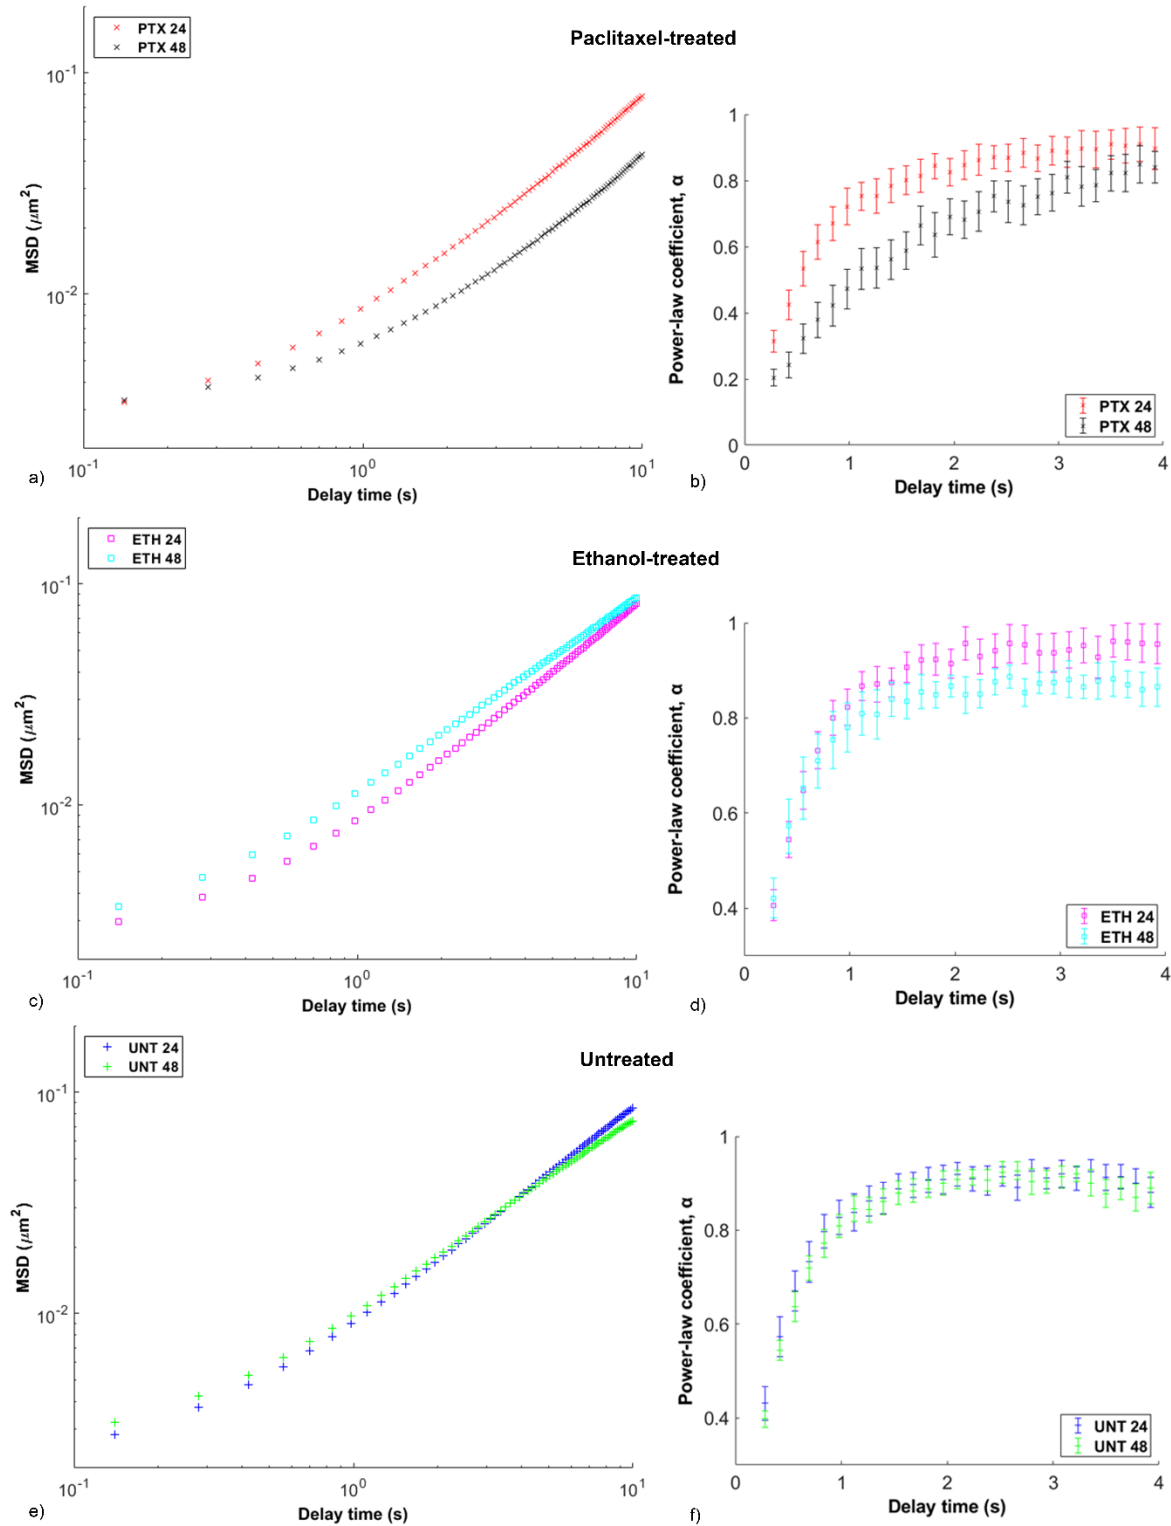 Paclitaxel-treated
PTX 24
PTX 48
10^-1
10^-2
MSD (μm^2)
10^-1
10^0
10^1
Delay time (s)
a)
1
0.8
0.6
0.4
0.2
0
Power-law coefficient, α
PTX 24
PTX 48
0
1
2
3
4
Delay time (s)
b)
Ethanol-treated
ETH 24
ETH 48
10^-1
10^-2
MSD (μm^2)
10^-1
10^0
10^1
Delay time (s)
c)
1
0.8
0.6
0.4
Power-law coefficient, α
ETH 24
ETH 48
0
1
2
3
4
Delay time (s)
d)
Untreated
UNT 24
UNT 48
10^-1
10^-2
MSD (μm^2)
10^-1
10^0
10^1
Delay time (s)
e)
1
0.8
0.6
0.4
Power-law coefficient, α
UNT 24
UNT 48
0
1
2
3
4
Delay time (s)
f)